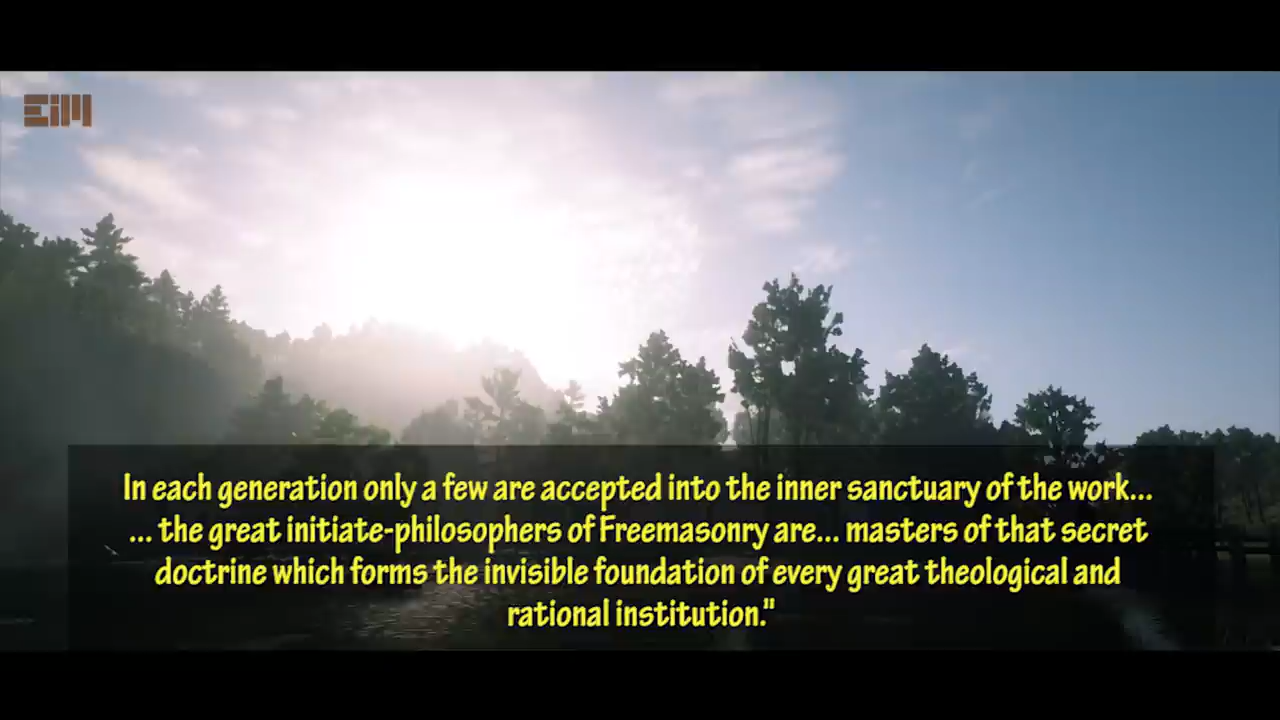 EiM
In each generation only a few are accepted into the inner sanctuary of the work...
... the great initiate-philosophers of Freemasonry are... masters of that secret
doctrine which forms the invisible foundation of every great theological and
rational institution."